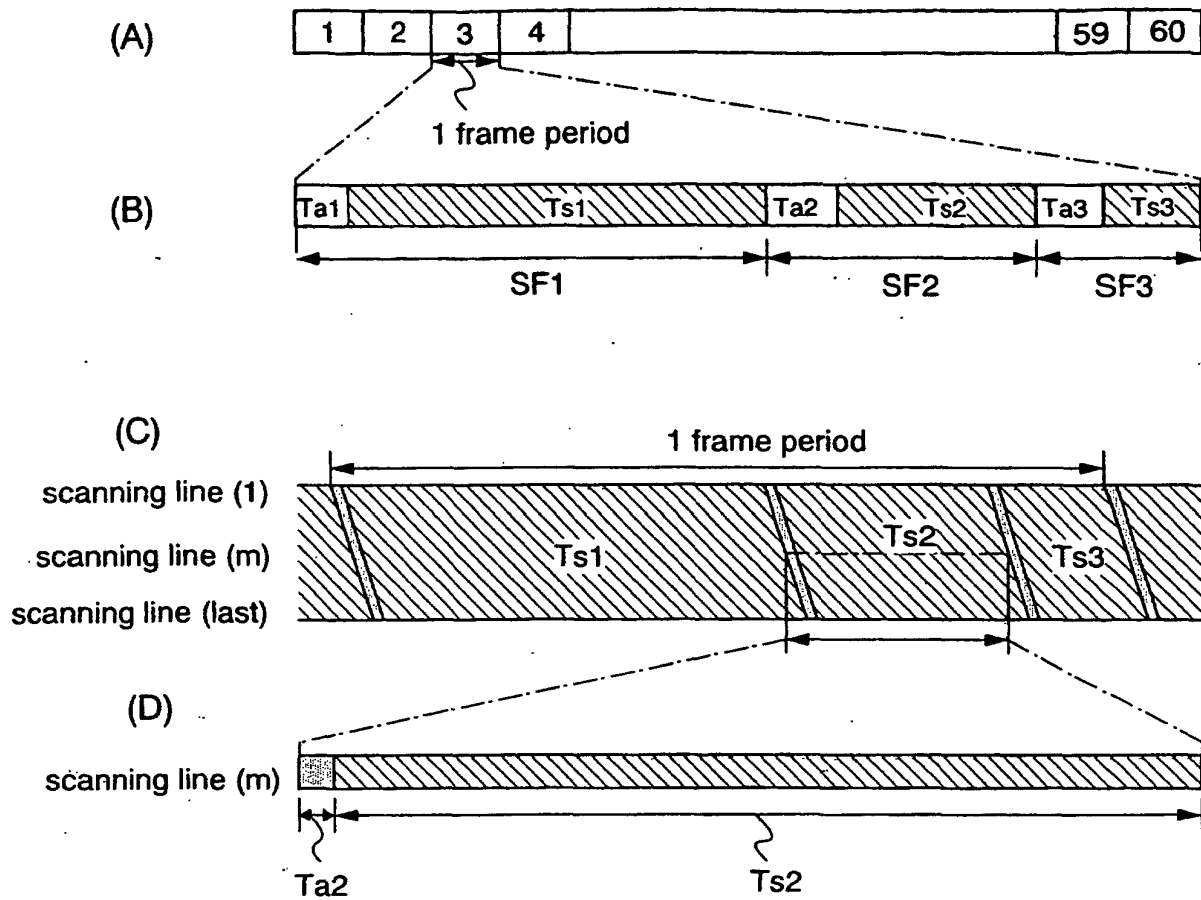 (A) 1 2 3 4 59 60
1 frame period
(B) Ta1 Ts1 Ta2 Ts2 Ta3 Ts3
SF1 SF2 SF3
(C)
1 frame period
scanning line (1)
Ts2
scanning line (m) Ts1 Ts3
scanning line (last)
(D)
scanning line (m)
Ta2 Ts2